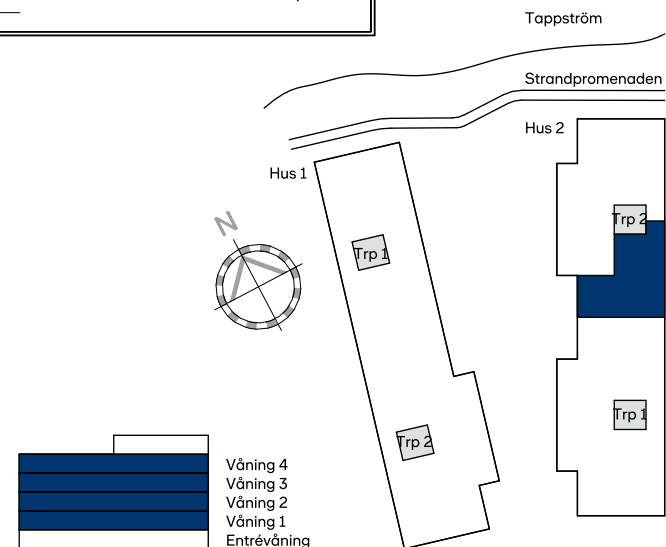 Tappström
Strandpromenaden
Hus 2
Hus 1
Trp 2
N
Trp 1
Trp 1
Trp 2
Våning 4
Våning 3
Våning 2
Våning 1
Entrévåning